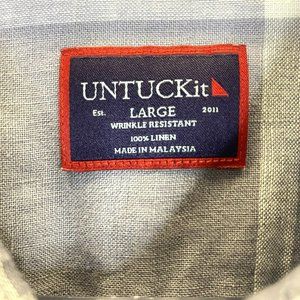 UNTUCKit
Est. LARGE 2011
WRINKLE RESISTANT
100% LINEN
MADE IN MALAYSIA